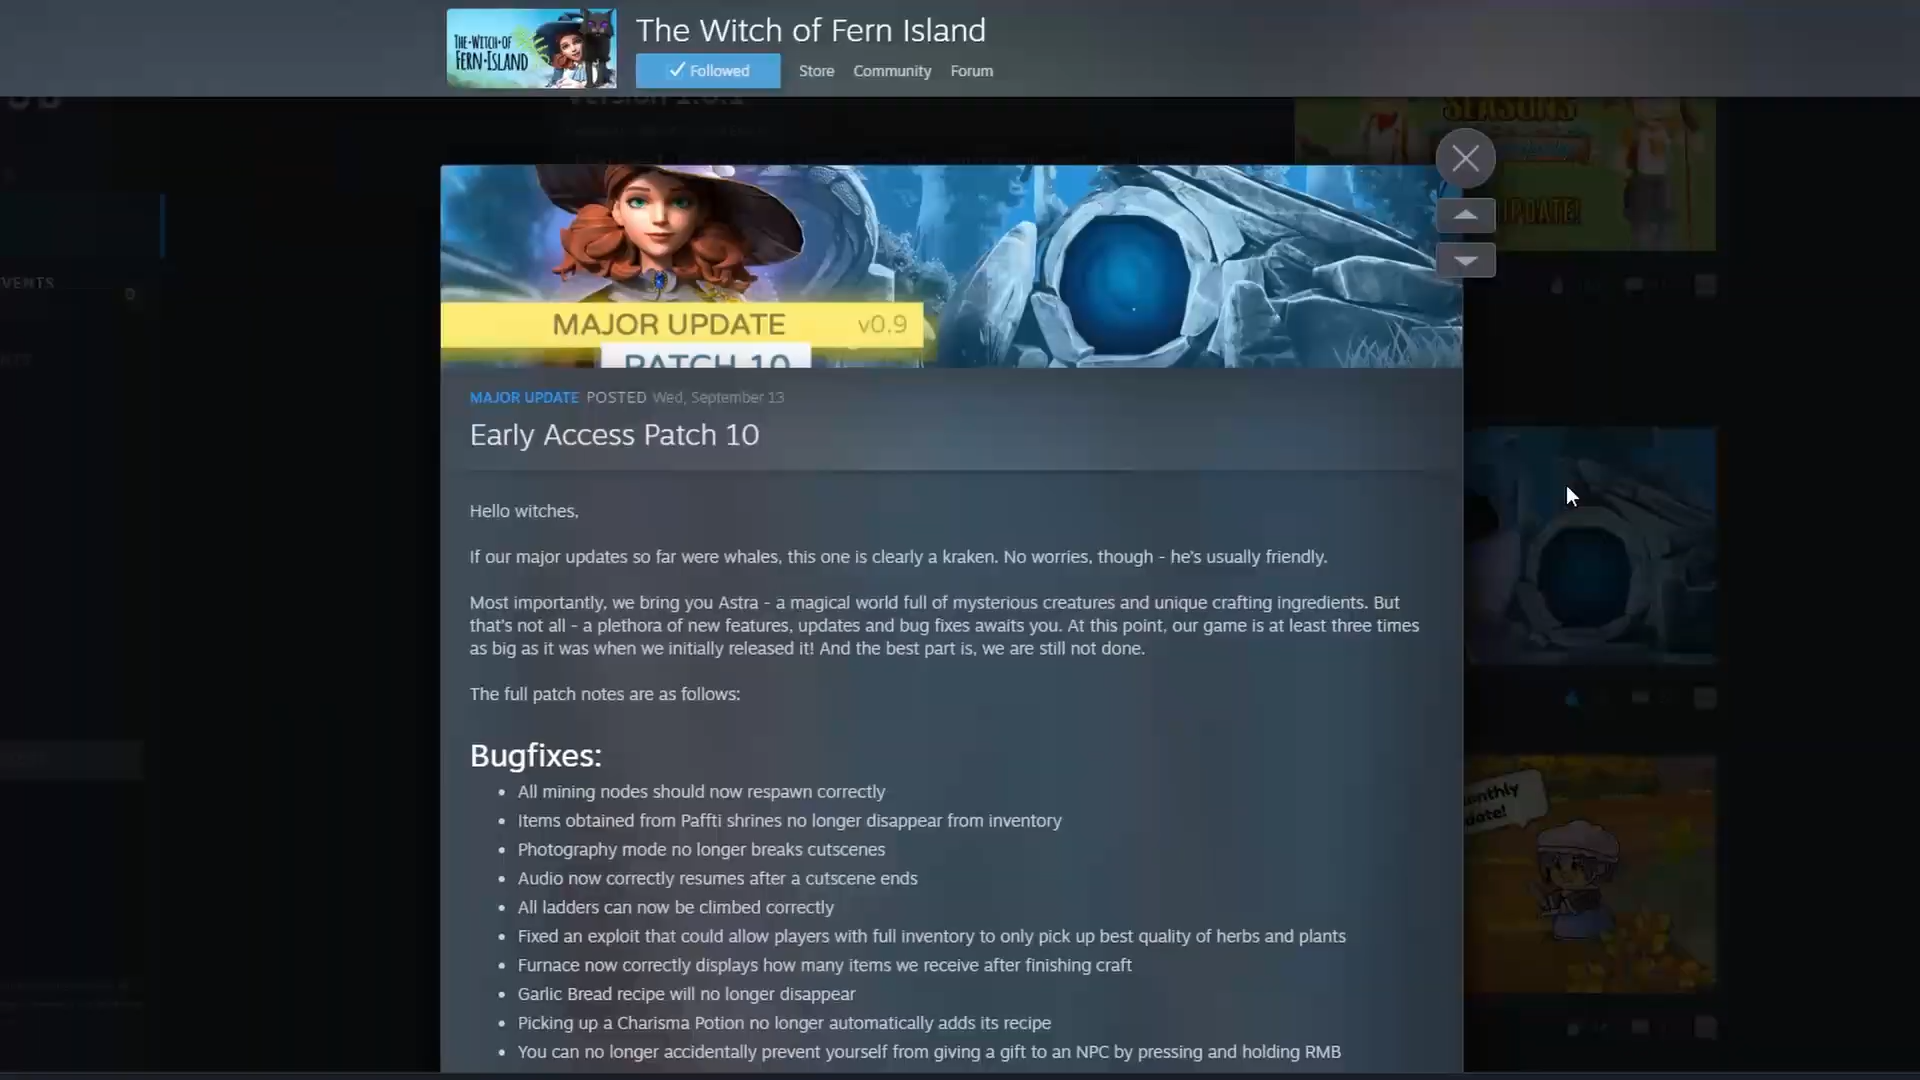 THE·WITCH·OF
FERN·ISLAND
The Witch of Fern Island
Followed
Store
Community
Forum
SEASONS
MAJOR UPDATE
v0.9
PATCH 10
MAJOR UPDATE POSTED Wed, September 13
Early Access Patch 10
Hello witches,
If our major updates so far were whales, this one is clearly a kraken. No worries, though - he's usually friendly.
Most importantly, we bring you Astra - a magical world full of mysterious creatures and unique crafting ingredients. But
that's not all - a plethora of new features, updates and bug fixes awaits you. At this point, our game is at least three times
as big as it was when we initially released it! And the best part is, we are still not done.
The full patch notes are as follows:
Bugfixes:
• All mining nodes should now respawn correctly
• Items obtained from Paffti shrines no longer disappear from inventory
• Photography mode no longer breaks cutscenes
• Audio now correctly resumes after a cutscene ends
• All ladders can now be climbed correctly
• Fixed an exploit that could allow players with full inventory to only pick up best quality of herbs and plants
• Furnace now correctly displays how many items we receive after finishing craft
• Garlic Bread recipe will no longer disappear
• Picking up a Charisma Potion no longer automatically adds its recipe
• You can no longer accidentally prevent yourself from giving a gift to an NPC by pressing and holding RMB